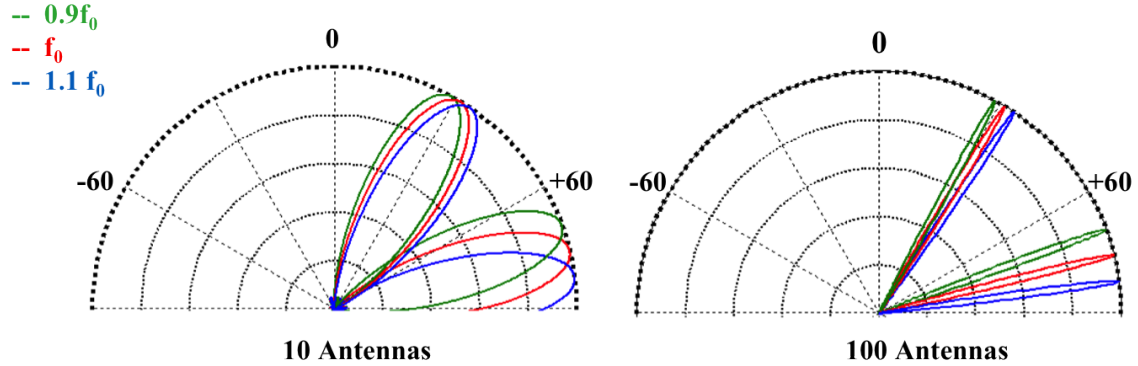 -- 0.9f₀
-- f₀
-- 1.1 f₀
0
-60
+60
10 Antennas
0
-60
+60
100 Antennas